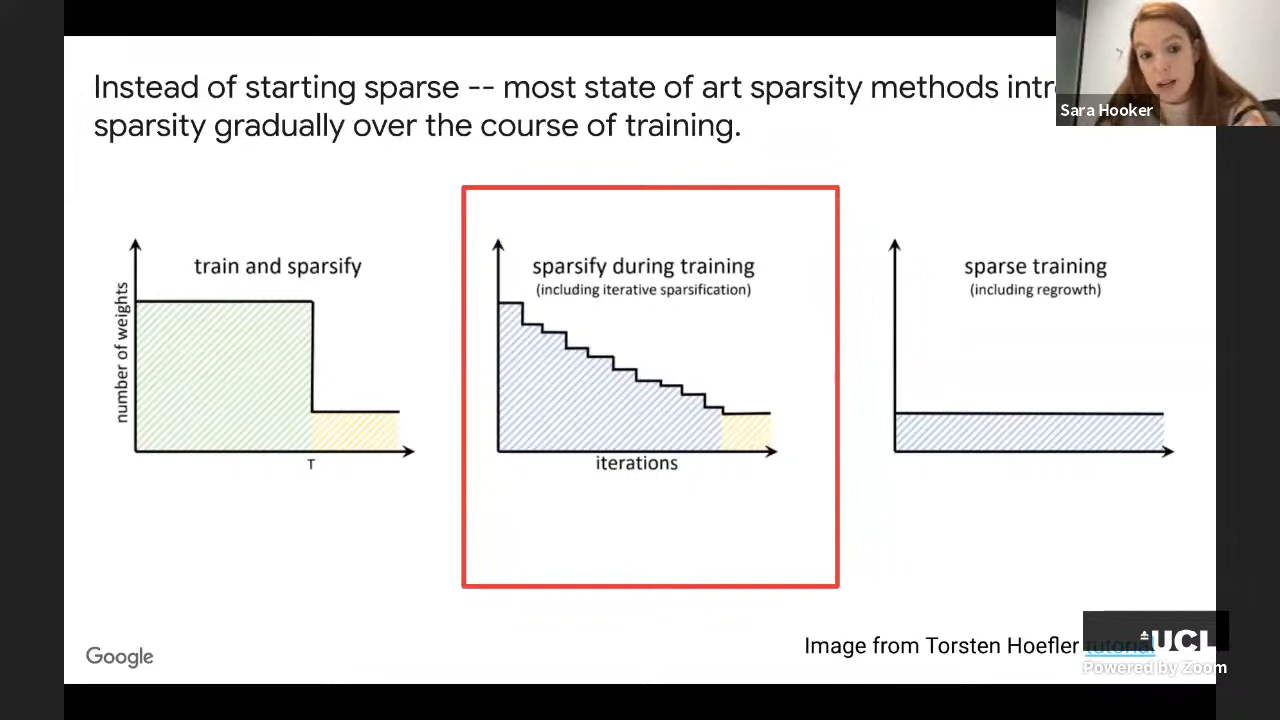 Instead of starting sparse -- most state of art sparsity methods intr
sparsity gradually over the course of training.
Sara Hooker
train and sparsify
number of weights
T
sparsify during training
(including iterative sparsification)
iterations
sparse training
(including regrowth)
Image from Torsten Hoefler tutorial
Google
UCL
Powered by Zoom